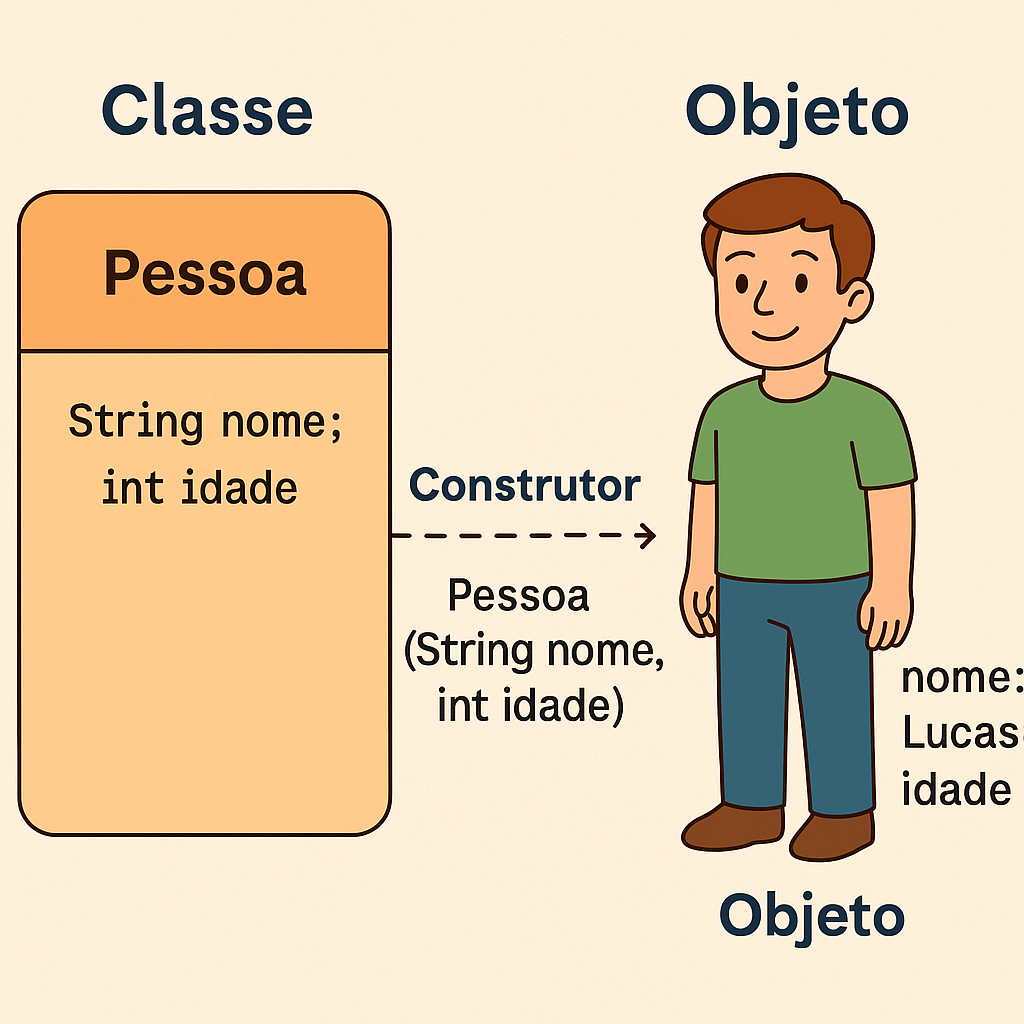 Classe
Objeto
Pessoa
String nome;
int idade
Construtor
Pessoa
(String nome,
int idade)
nome:
Lucas
idade
Objeto